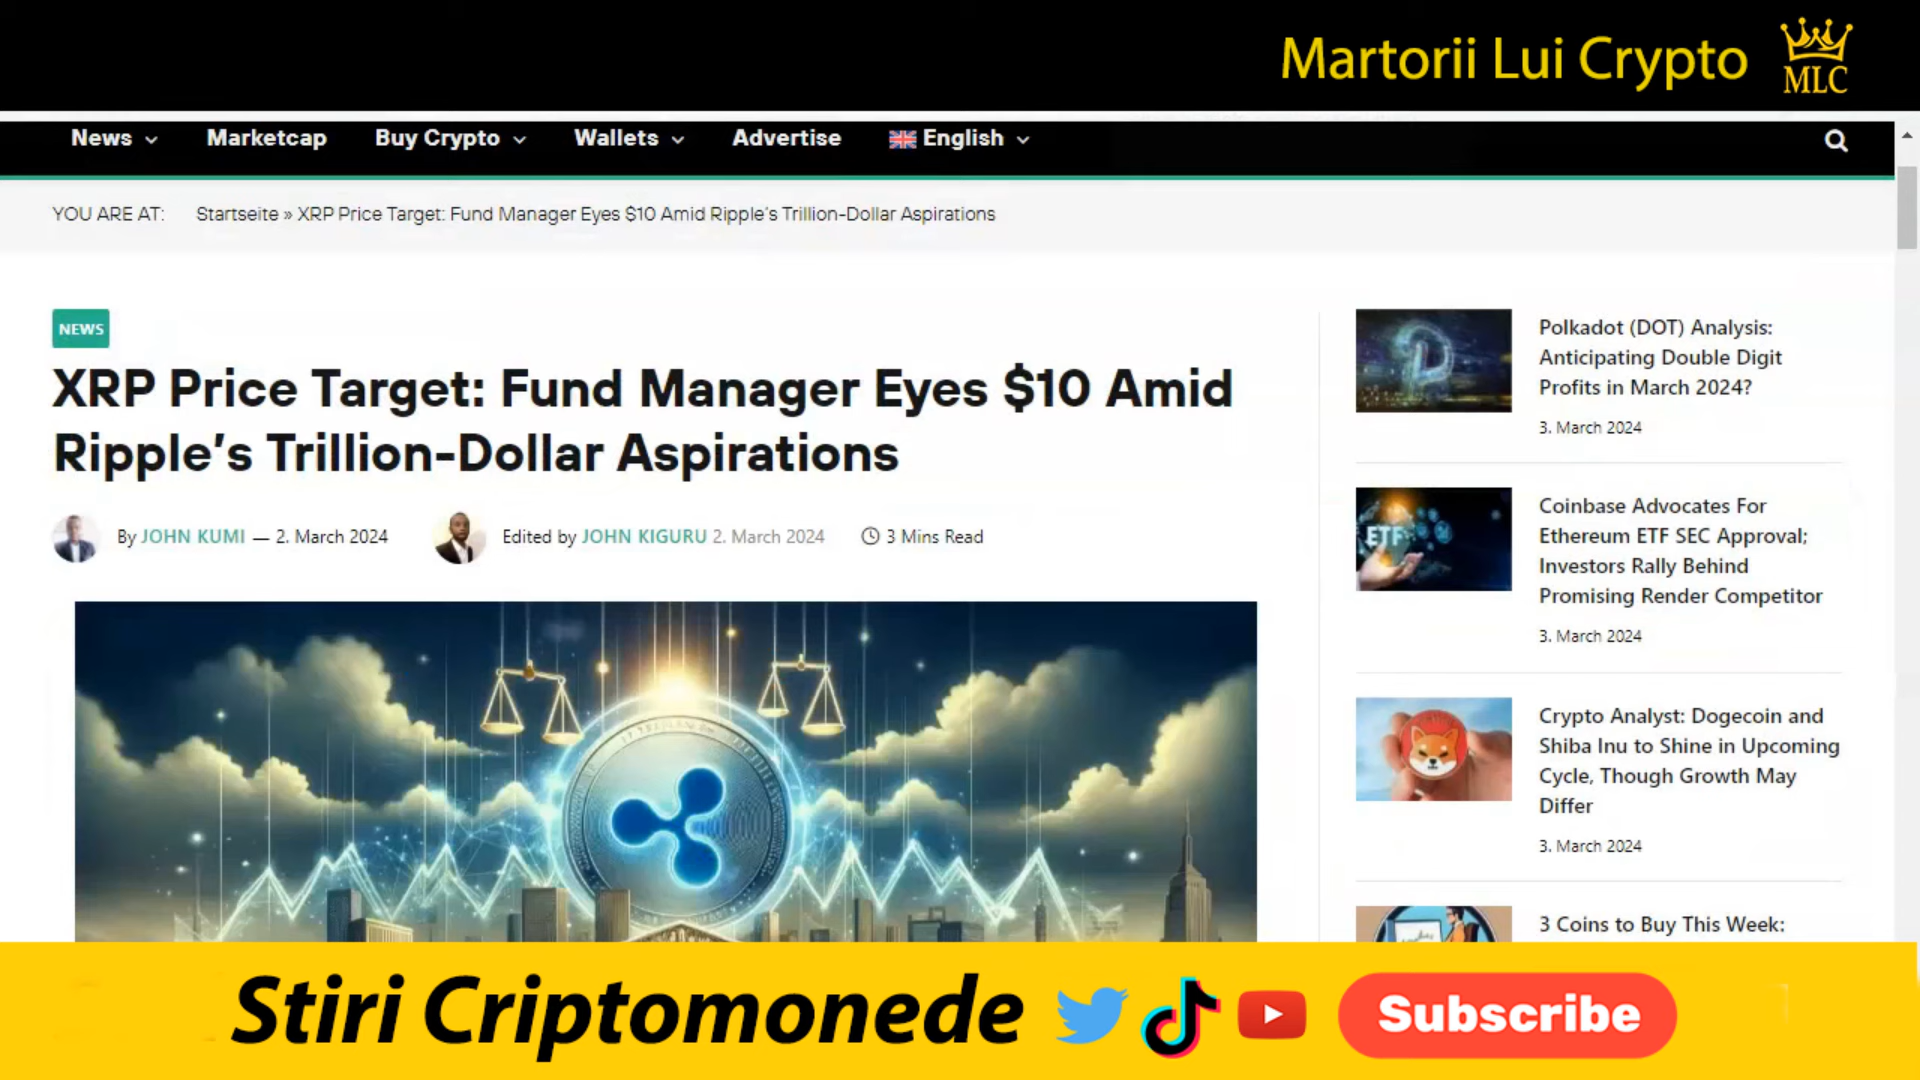 Martorii Lui Crypto
MLC
News
Marketcap
Buy Crypto
Wallets
Advertise
English
YOU ARE AT:
Startseite » XRP Price Target: Fund Manager Eyes $10 Amid Ripple's Trillion-Dollar Aspirations
NEWS
XRP Price Target: Fund Manager Eyes $10 Amid
Ripple's Trillion-Dollar Aspirations
By JOHN KUMI — 2. March 2024
Edited by JOHN KIGURU 2. March 2024
3 Mins Read
Polkadot (DOT) Analysis:
Anticipating Double Digit
Profits in March 2024?
3. March 2024
ETF
Coinbase Advocates For
Ethereum ETF SEC Approval;
Investors Rally Behind
Promising Render Competitor
3. March 2024
Crypto Analyst: Dogecoin and
Shiba Inu to Shine in Upcoming
Cycle, Though Growth May
Differ
3. March 2024
3 Coins to Buy This Week:
Stiri Criptomonede
Subscribe